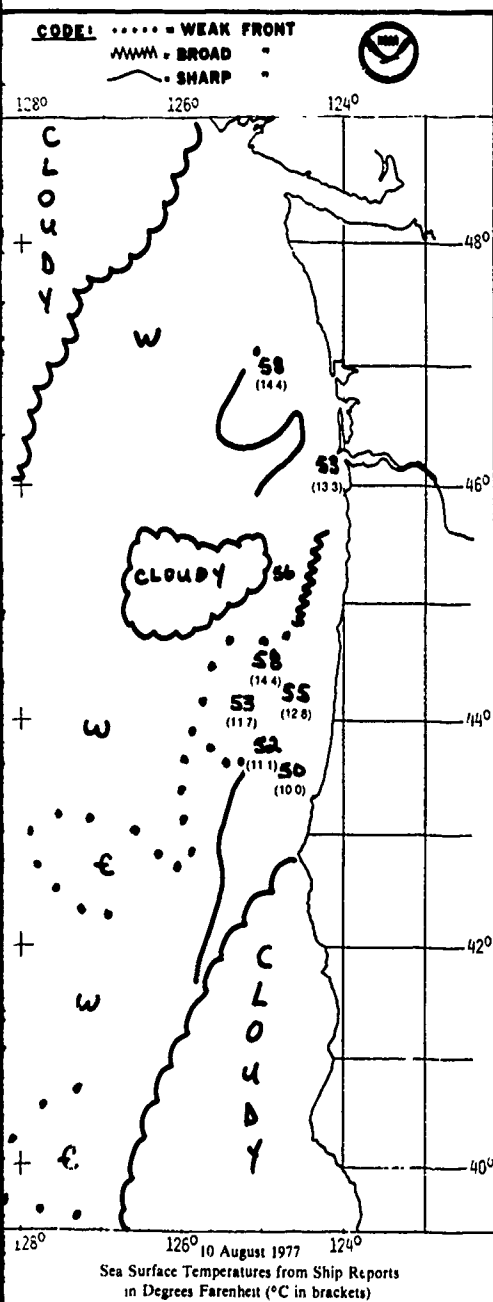 CODE: ..... = WEAK FRONT
= BROAD "
= SHARP "
128° 126° 124°
CLOUDY
48°
W
58
(14.4)
53
(13.3)
46°
CLOUDY
56
58
(14.4)
55
(12.8)
53
(11.7)
44°
W
52
(11.1)
50
(10.0)
€
42°
CLOUDY
W
€
40°
128° 126° 124°
10 August 1977
Sea Surface Temperatures from Ship Reports
in Degrees Farenheit (°C in brackets)